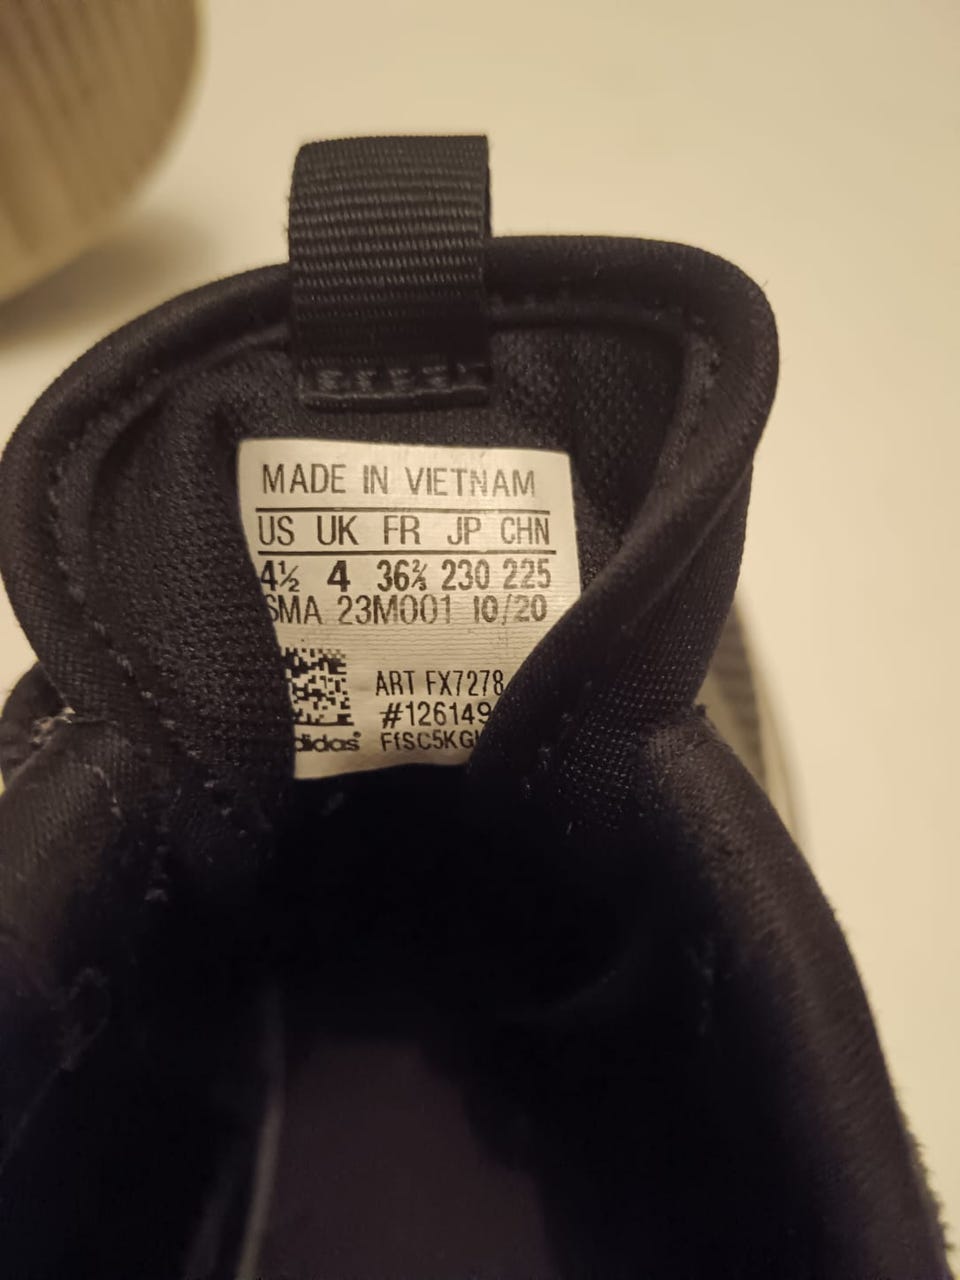 MADE IN VIETNAM
US UK FR JP CHN
4½ 4 36⅔ 230 225
SMA 23M001 10/20
ART FX7278
#126149
adidas FfSC5KG